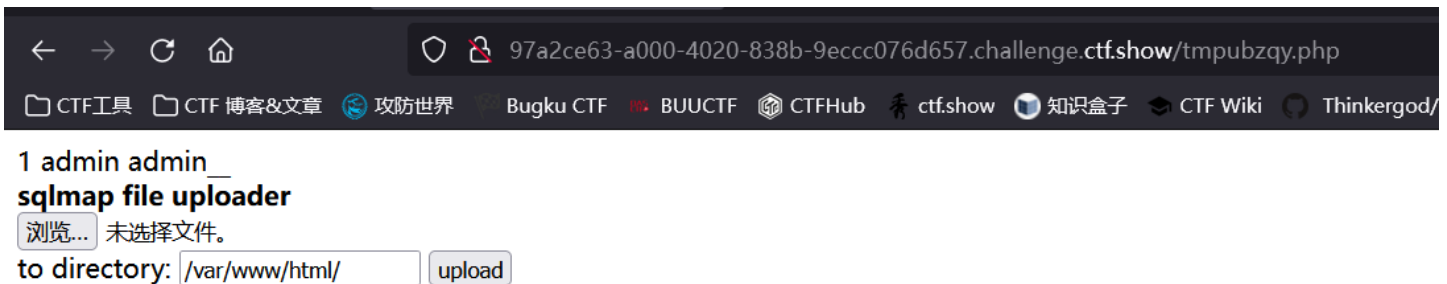 97a2ce63-a000-4020-838b-9eccc076d657.challenge.ctf.show/tmpubzqy.php
CTF工具 CTF 博客&文章 攻防世界 Bugku CTF BUUCTF CTFHub ctf.show 知识盒子 CTF Wiki Thinkergod/
1 admin admin__
sqlmap file uploader
浏览... 未选择文件。
to directory: /var/www/html/ upload